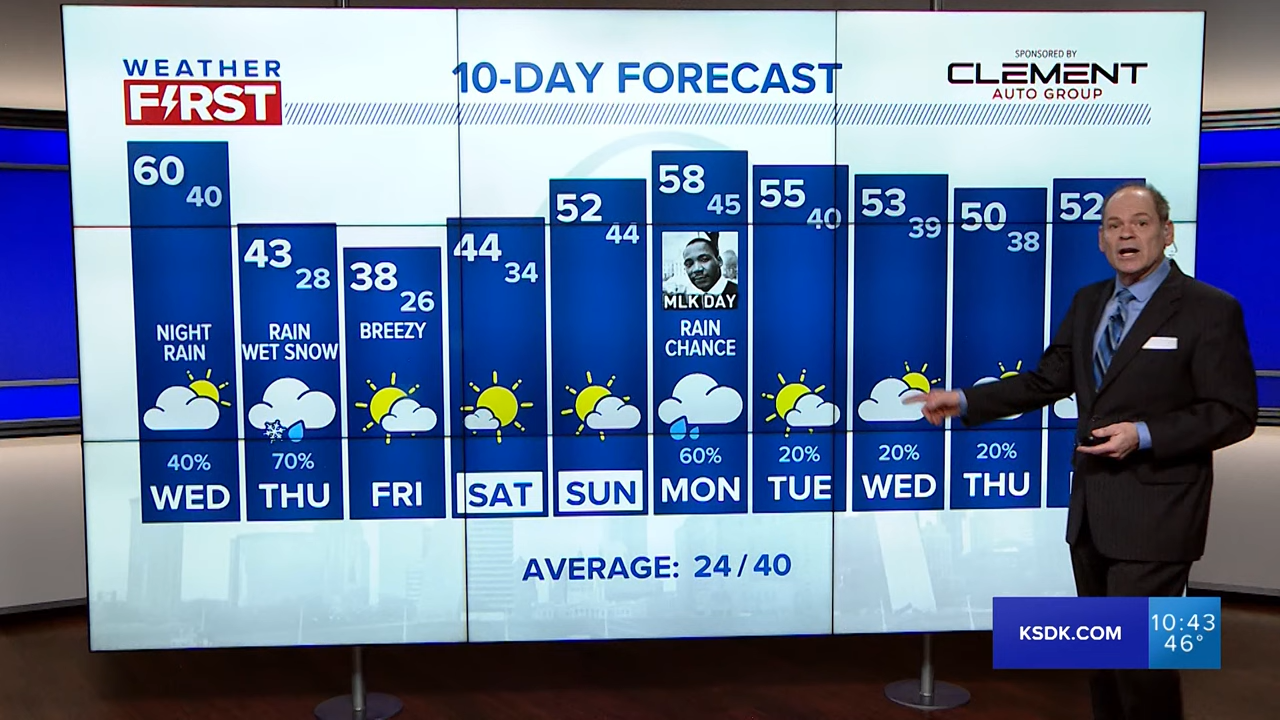 WEATHER
FIRST
10-DAY FORECAST
SPONSORED BY
CLEMENT
AUTO GROUP
60 40
NIGHT
RAIN
40%
WED
43 28
RAIN
WET SNOW
70%
THU
38 26
BREEZY
FRI
44 34
SAT
52 44
SUN
58 45
MLK DAY
RAIN
CHANCE
60%
MON
55 40
20%
TUE
53 39
20%
WED
50 38
20%
THU
52
AVERAGE: 24/40
KSDK.COM
10:43
46°